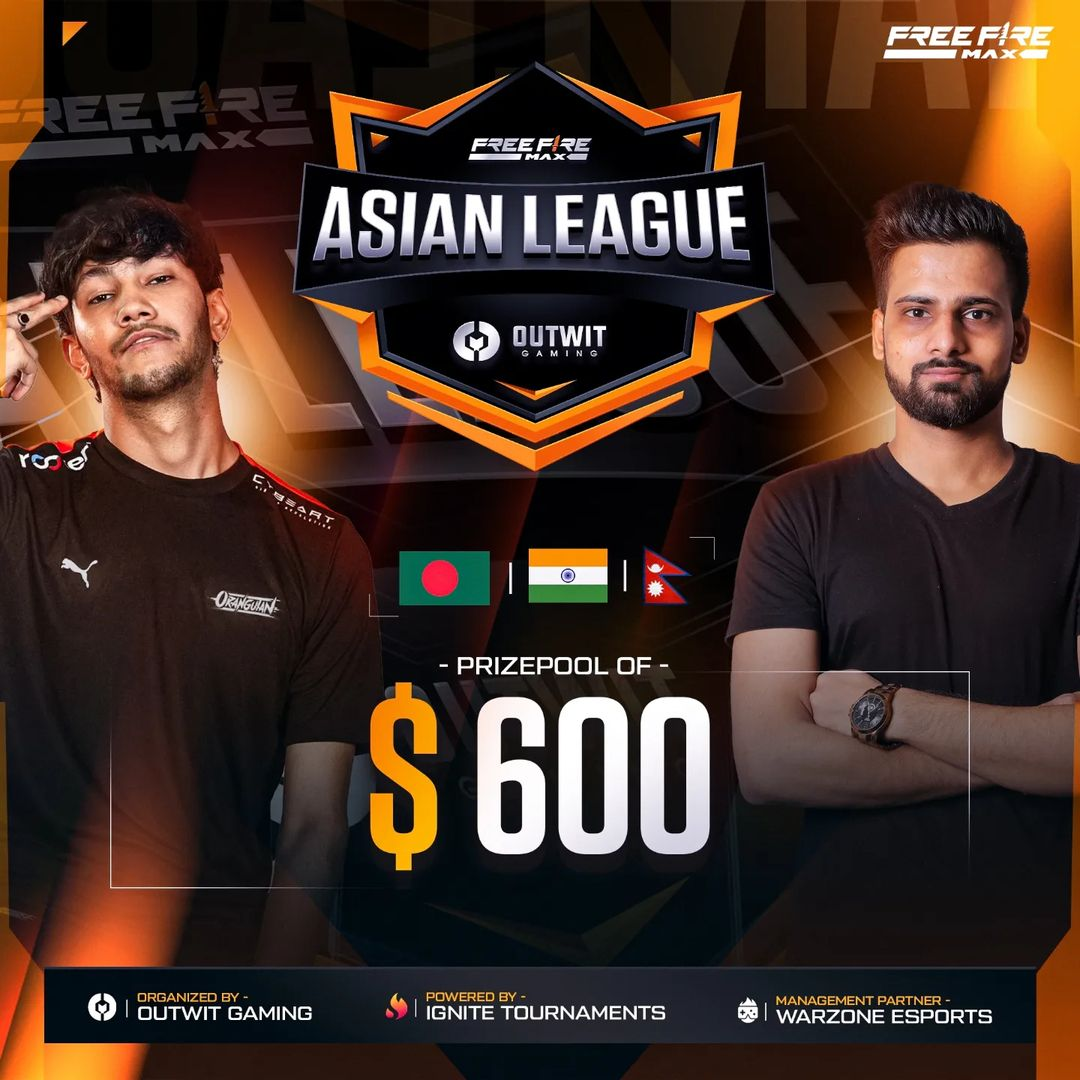 FREE FIRE
MAX
FREE FIRE
MAX
FREE FIRE
MAX
ASIAN LEAGUE
OUTWIT
GAMING
CYBEART
ORANGUTAN
- PRIZEPOOL OF -
$ 600
ORGANIZED BY -
OUTWIT GAMING
POWERED BY -
IGNITE TOURNAMENTS
MANAGEMENT PARTNER -
WARZONE ESPORTS